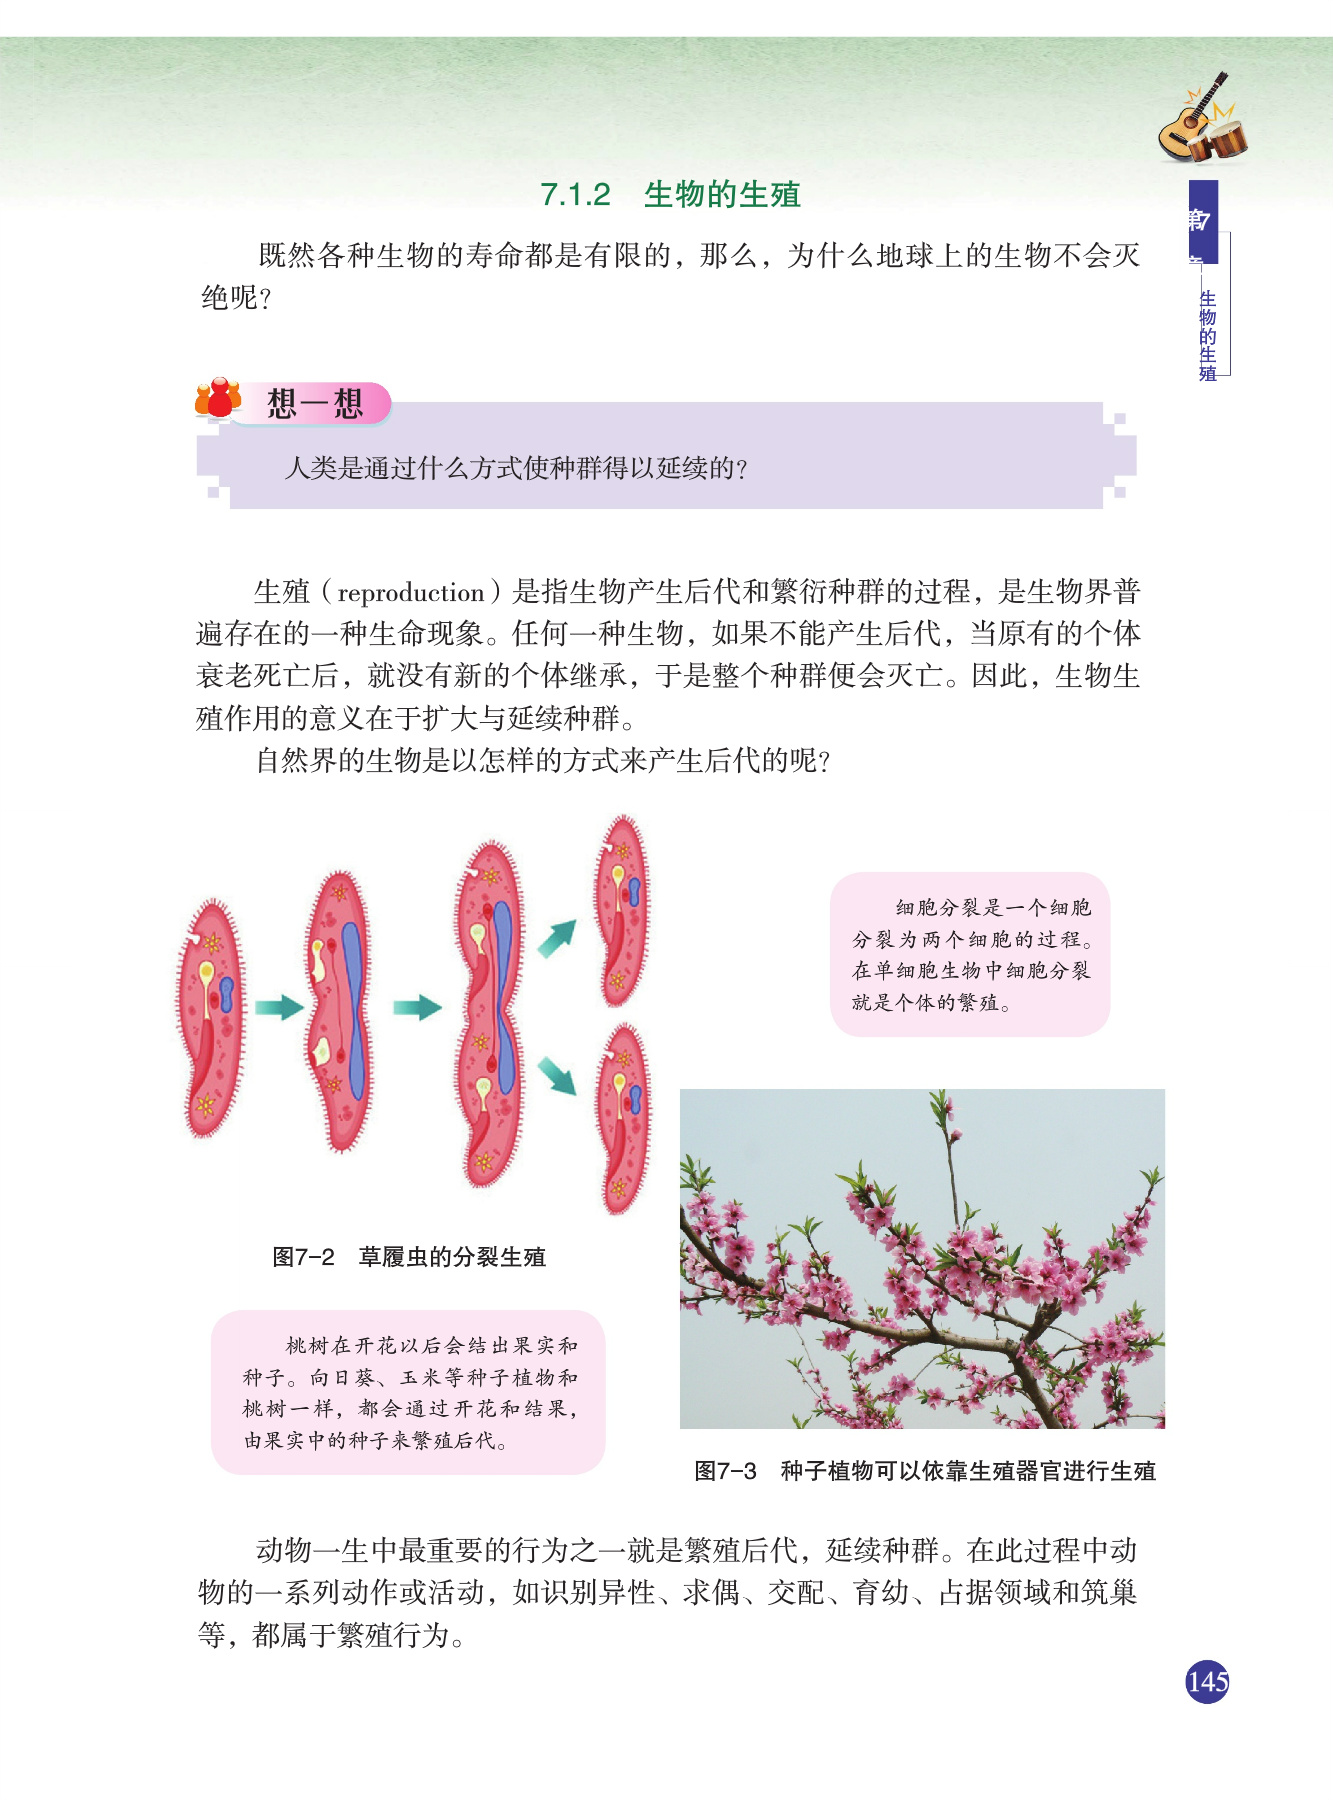 7.1.2 生物的生殖
第7章
生物的生殖
既然各种生物的寿命都是有限的，那么，为什么地球上的生物不会灭
绝呢？
想一想
人类是通过什么方式使种群得以延续的？
生殖（reproduction）是指生物产生后代和繁衍种群的过程，是生物界普
遍存在的一种生命现象。任何一种生物，如果不能产生后代，当原有的个体
衰老死亡后，就没有新的个体继承，于是整个种群便会灭亡。因此，生物生
殖作用的意义在于扩大与延续种群。
自然界的生物是以怎样的方式来产生后代的呢？
细胞分裂是一个细胞
分裂为两个细胞的过程。
在单细胞生物中细胞分裂
就是个体的繁殖。
图7-2 草履虫的分裂生殖
桃树在开花以后会结出果实和
种子。向日葵、玉米等种子植物和
桃树一样，都会通过开花和结果，
由果实中的种子来繁殖后代。
图7-3 种子植物可以依靠生殖器官进行生殖
动物一生中最重要的行为之一就是繁殖后代，延续种群。在此过程中动
物的一系列动作或活动，如识别异性、求偶、交配、育幼、占据领域和筑巢
等，都属于繁殖行为。
145